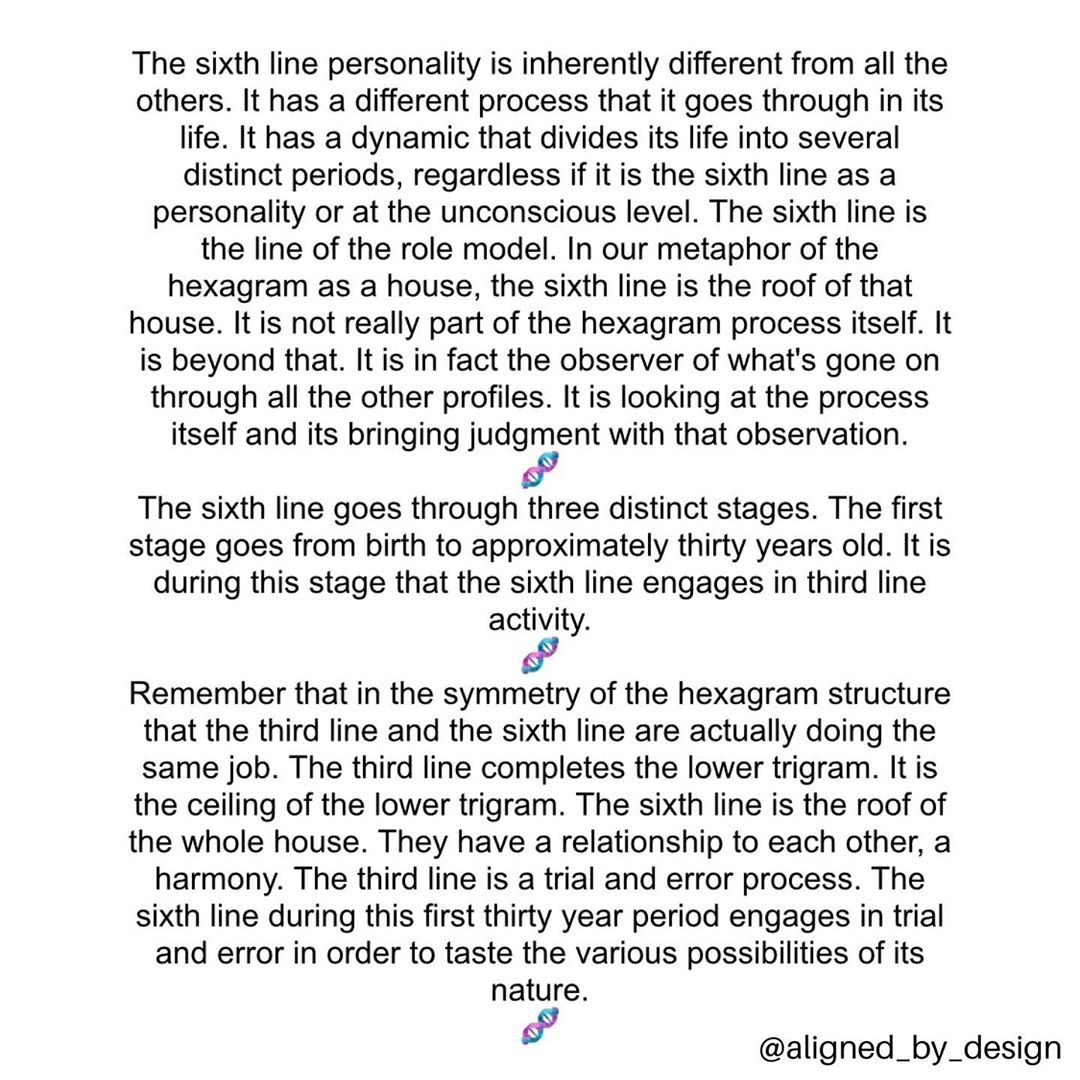 The sixth line personality is inherently different from all the
others. It has a different process that it goes through in its
life. It has a dynamic that divides its life into several
distinct periods, regardless if it is the sixth line as a
personality or at the unconscious level. The sixth line is
the line of the role model. In our metaphor of the
hexagram as a house, the sixth line is the roof of that
house. It is not really part of the hexagram process itself. It
is beyond that. It is in fact the observer of what's gone on
through all the other profiles. It is looking at the process
itself and its bringing judgment with that observation.
🧬
The sixth line goes through three distinct stages. The first
stage goes from birth to approximately thirty years old. It is
during this stage that the sixth line engages in third line
activity.
🧬
Remember that in the symmetry of the hexagram structure
that the third line and the sixth line are actually doing the
same job. The third line completes the lower trigram. It is
the ceiling of the lower trigram. The sixth line is the roof of
the whole house. They have a relationship to each other, a
harmony. The third line is a trial and error process. The
sixth line during this first thirty year period engages in trial
and error in order to taste the various possibilities of its
nature.
🧬
@aligned_by_design